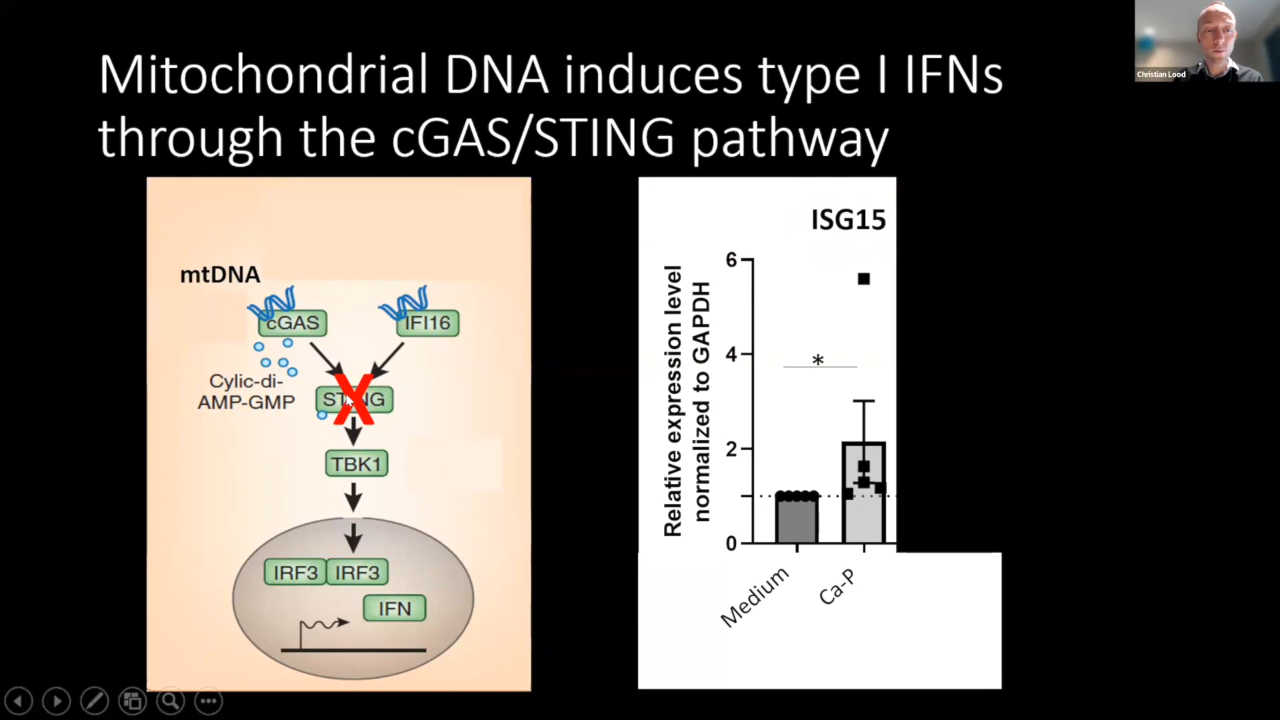 Mitochondrial DNA induces type I IFNs
through the cGAS/STING pathway
Christian Lood
mtDNA
cGAS
IFI16
Cylic-di-
AMP-GMP
STING
X
TBK1
IRF3
IRF3
IFN
ISG15
Relative expression level
normalized to GAPDH
6
4
2
0
*
Medium
Ca-P